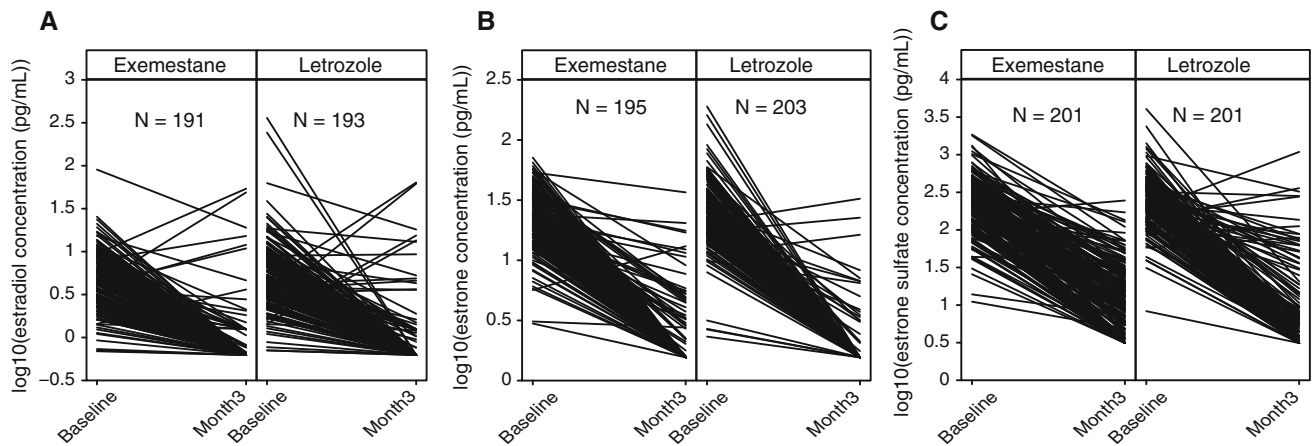 A
log10(estradiol concentration (pg/mL))
Exemestane Letrozole
N = 191 N = 193
3
2.5
2
1.5
1
0.5
0
−0.5
Baseline Month3 Baseline Month3
B
log10(estrone concentration (pg/mL))
Exemestane Letrozole
N = 195 N = 203
2.5
2
1.5
1
0.5
0
Baseline Month3 Baseline Month3
C
log10(estrone sulfate concentration (pg/mL))
Exemestane Letrozole
N = 201 N = 201
4
3.5
3
2.5
2
1.5
1
0.5
0
Baseline Month3 Baseline Month3